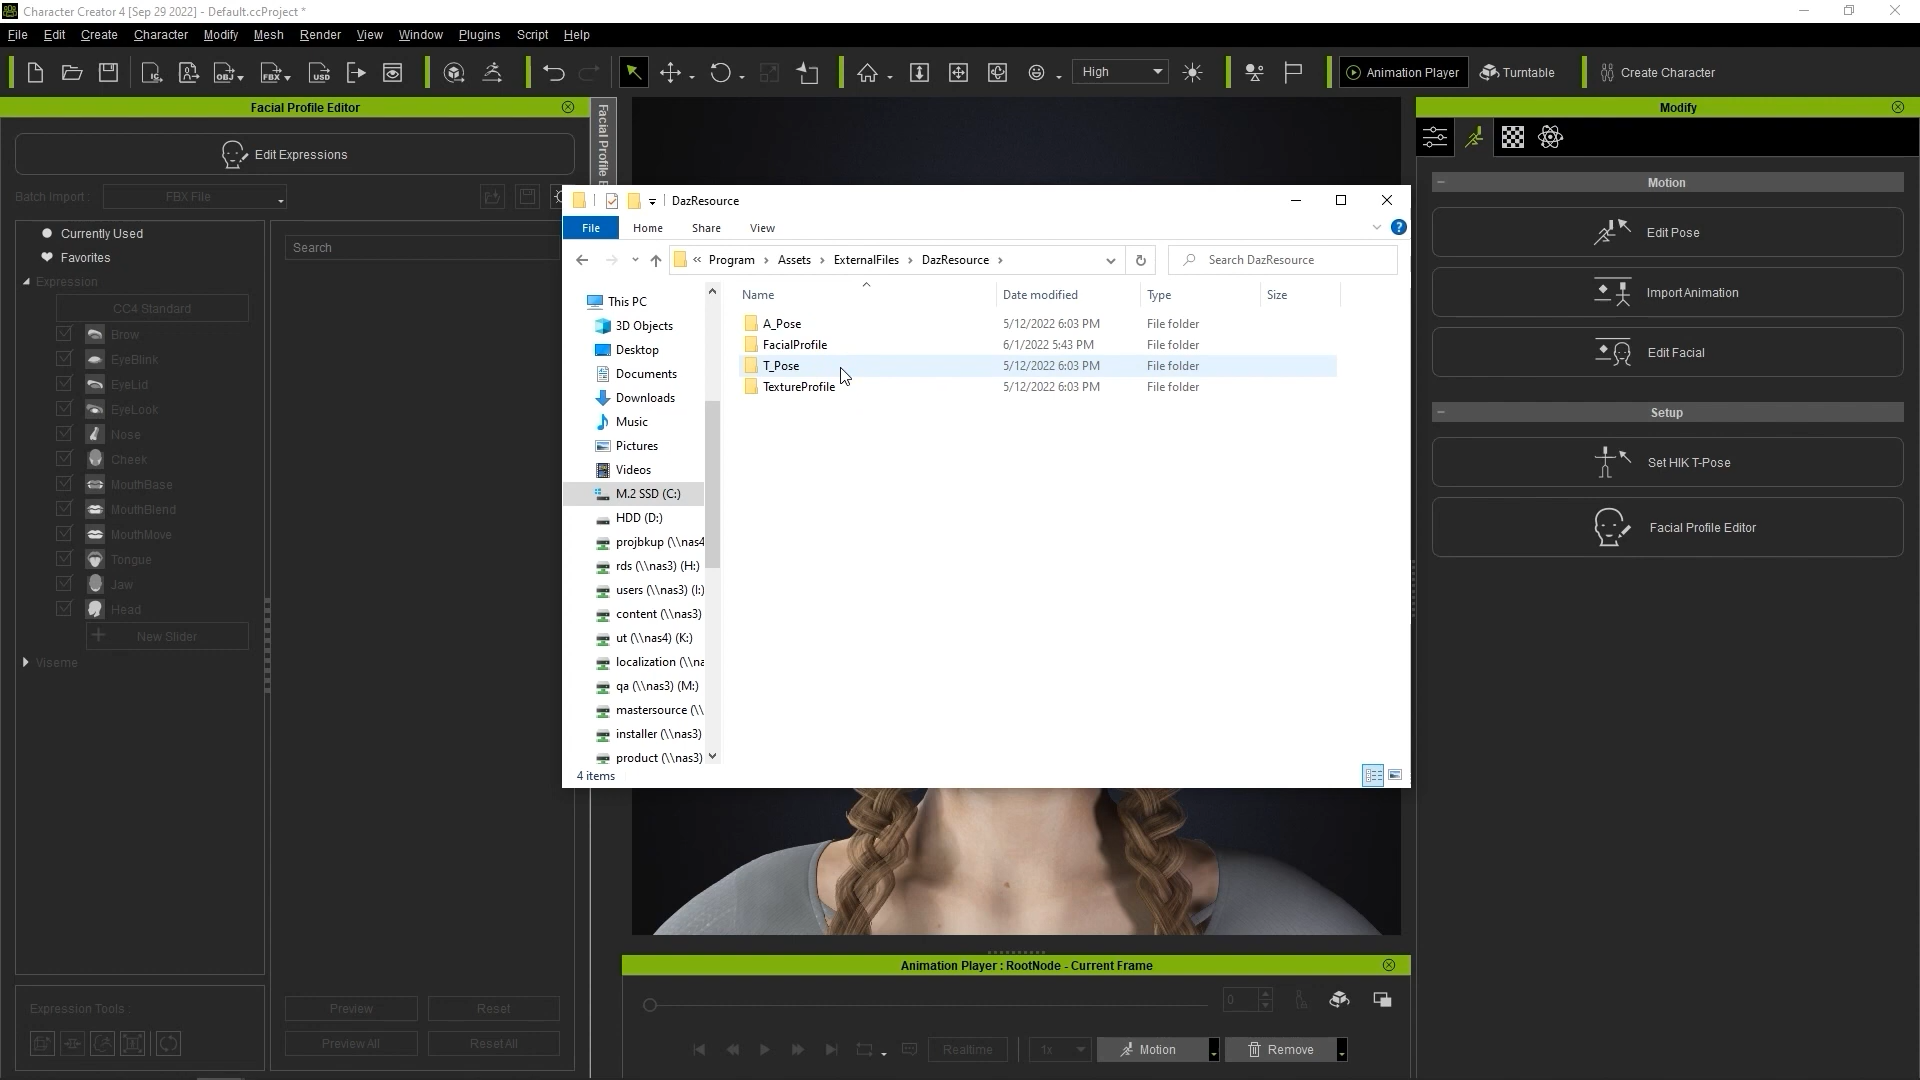 Character Creator 4 [Sep 29 2022] - Default.ccProject *
File Edit Create Character Modify Mesh Render View Window Plugins Script Help
High
Animation Player
Turntable
Create Character
Facial Profile Editor
Edit Expressions
Batch Import :
FBX File
Currently Used
Favorites
Expression
CC4 Standard
Brow
EyeBlink
EyeLid
EyeLook
Nose
Cheek
MouthBase
MouthBlend
MouthMove
Tongue
Jaw
Head
New Slider
Viseme
Search
Expression Tools :
Preview
Reset
Preview All
Reset All
Facial Profile E
DazResource
File Home Share View
« Program › Assets › ExternalFiles › DazResource ›
Search DazResource
This PC
3D Objects
Desktop
Documents
Downloads
Music
Pictures
Videos
M.2 SSD (C:)
HDD (D:)
projbkup (\\nas4
rds (\\nas3) (H:)
users (\\nas3) (I:)
content (\\nas3)
ut (\\nas4) (K:)
localization (\\na
qa (\\nas3) (M:)
mastersource (\\
installer (\\nas3)
product (\\nas3)
Name Date modified Type Size
A_Pose 5/12/2022 6:03 PM File folder
FacialProfile 6/1/2022 5:43 PM File folder
T_Pose 5/12/2022 6:03 PM File folder
TextureProfile 5/12/2022 6:03 PM File folder
4 items
Animation Player : RootNode - Current Frame
0
Realtime
1x
Motion
Remove
Modify
Motion
Edit Pose
Import Animation
Edit Facial
Setup
Set HIK T-Pose
Facial Profile Editor